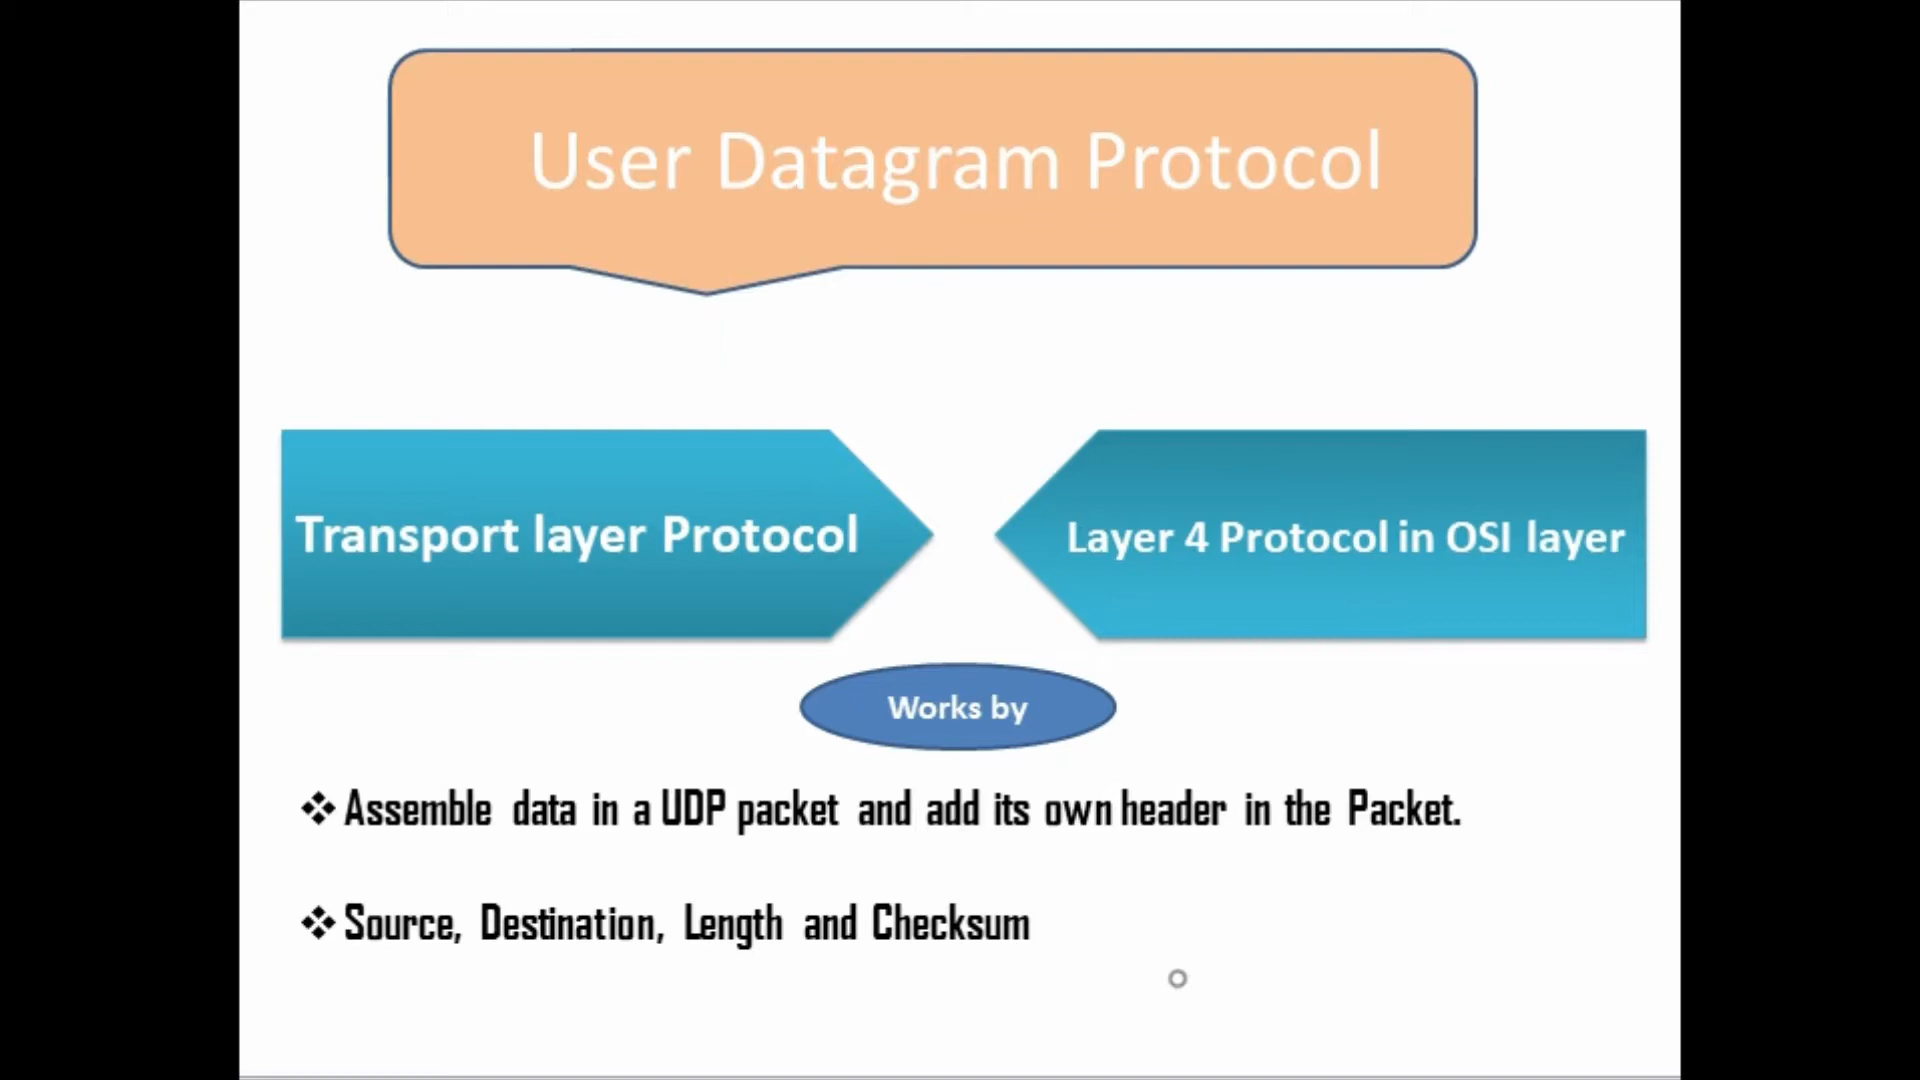 User Datagram Protocol
Transport layer Protocol
Layer 4 Protocol in OSI layer
Works by
Assemble data in a UDP packet and add its own header in the Packet.
Source, Destination, Length and Checksum